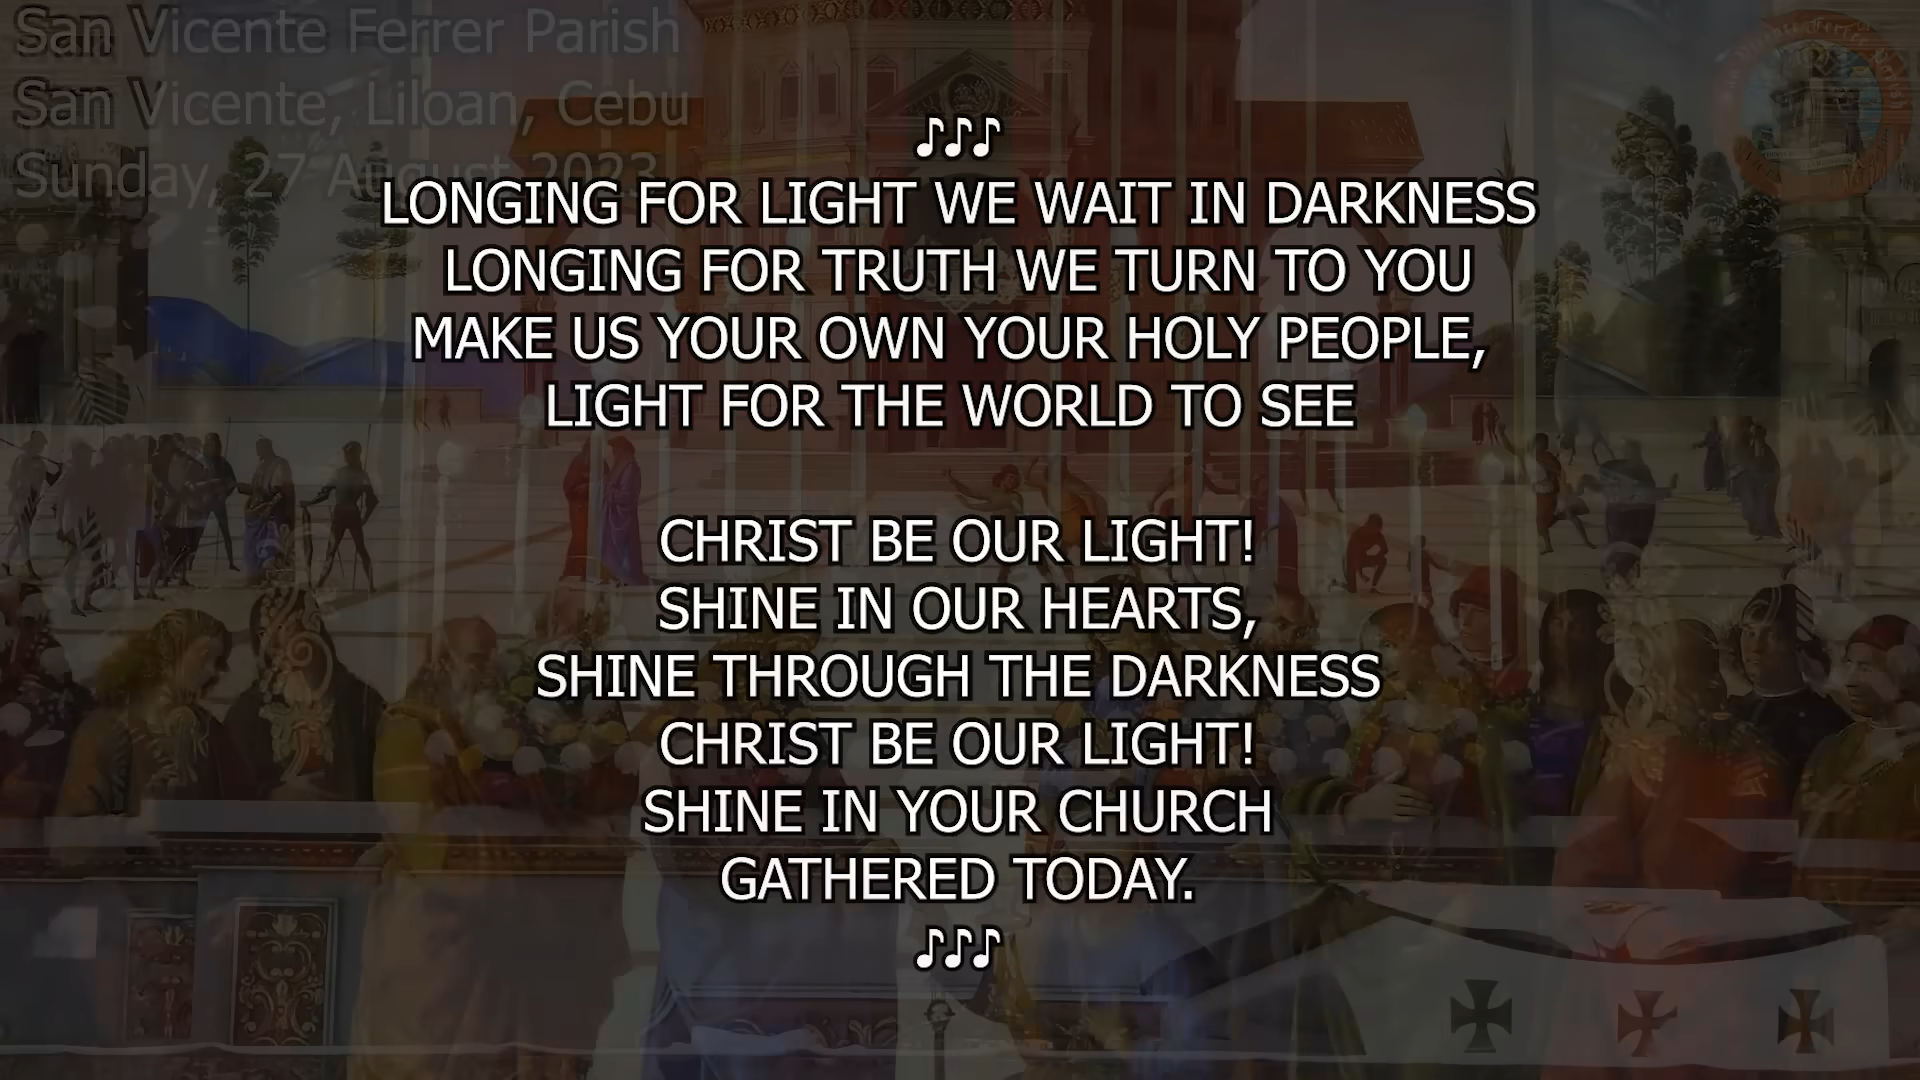 San Vicente Ferrer Parish
San Vicente, Liloan, Cebu
Sunday, 27 August 2023
♪♪♪
LONGING FOR LIGHT WE WAIT IN DARKNESS
LONGING FOR TRUTH WE TURN TO YOU
MAKE US YOUR OWN YOUR HOLY PEOPLE,
LIGHT FOR THE WORLD TO SEE
CHRIST BE OUR LIGHT!
SHINE IN OUR HEARTS,
SHINE THROUGH THE DARKNESS
CHRIST BE OUR LIGHT!
SHINE IN YOUR CHURCH
GATHERED TODAY.
♪♪♪